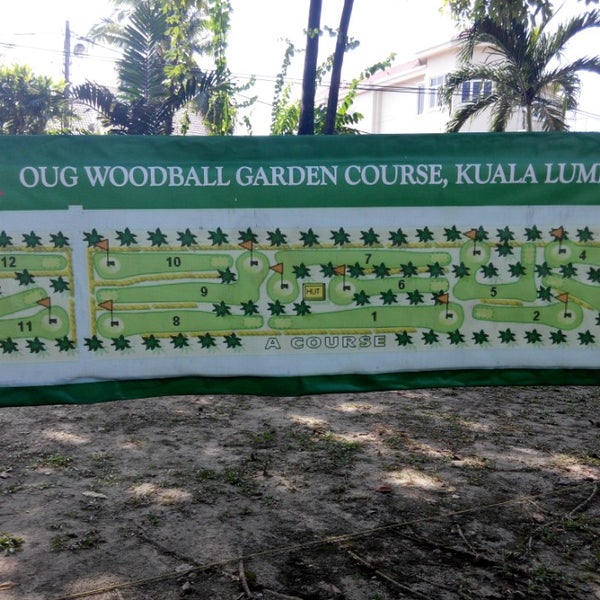 OUG WOODBALL GARDEN COURSE, KUALA LUM
12 10 7 4
9 HUT 6 5
11 8 1 2
A COURSE